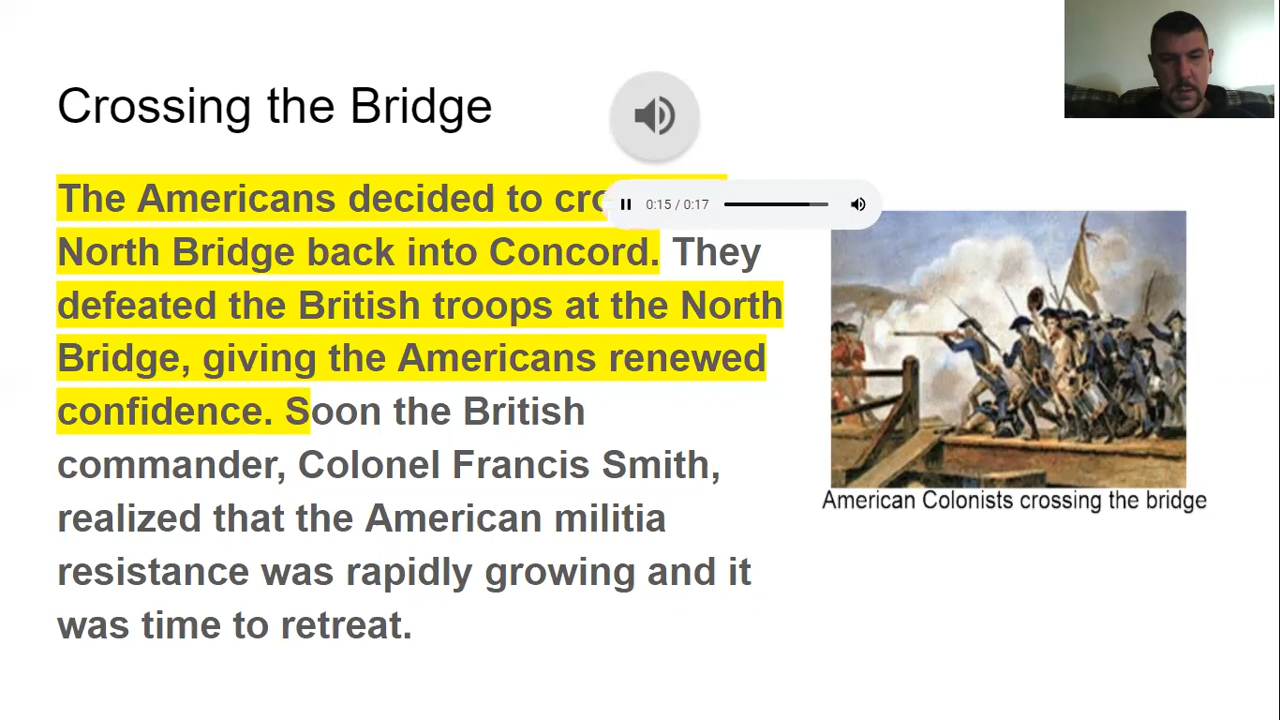 Crossing the Bridge
The Americans decided to
North Bridge back into Concord. They
defeated the British troops at the North
Bridge, giving the Americans renewed
confidence. Soon the British
commander, Colonel Francis Smith,
realized that the American militia
resistance was rapidly growing and it
was time to retreat.
0:15 / 0:17
American Colonists crossing the bridge